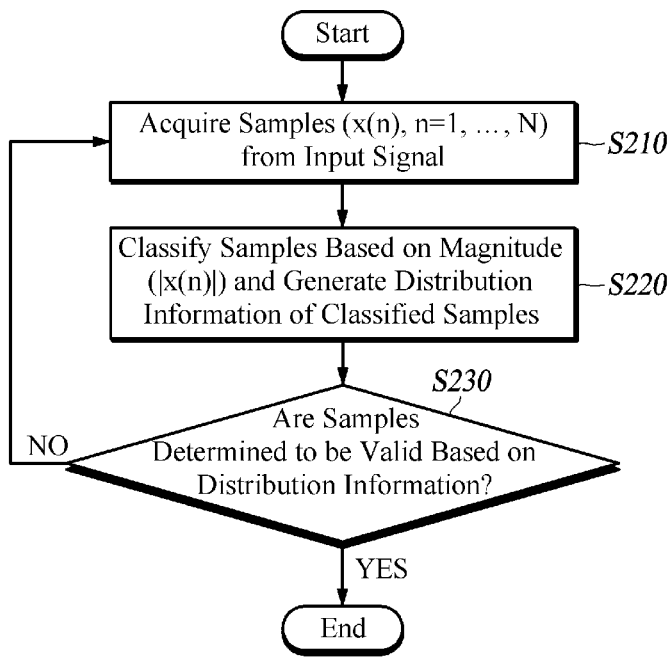 Start
Acquire Samples (x(n), n=1, ..., N)
from Input Signal
S210
Classify Samples Based on Magnitude
(|x(n)|) and Generate Distribution
Information of Classified Samples
S220
S230
Are Samples
Determined to be Valid Based on
Distribution Information?
NO
YES
End